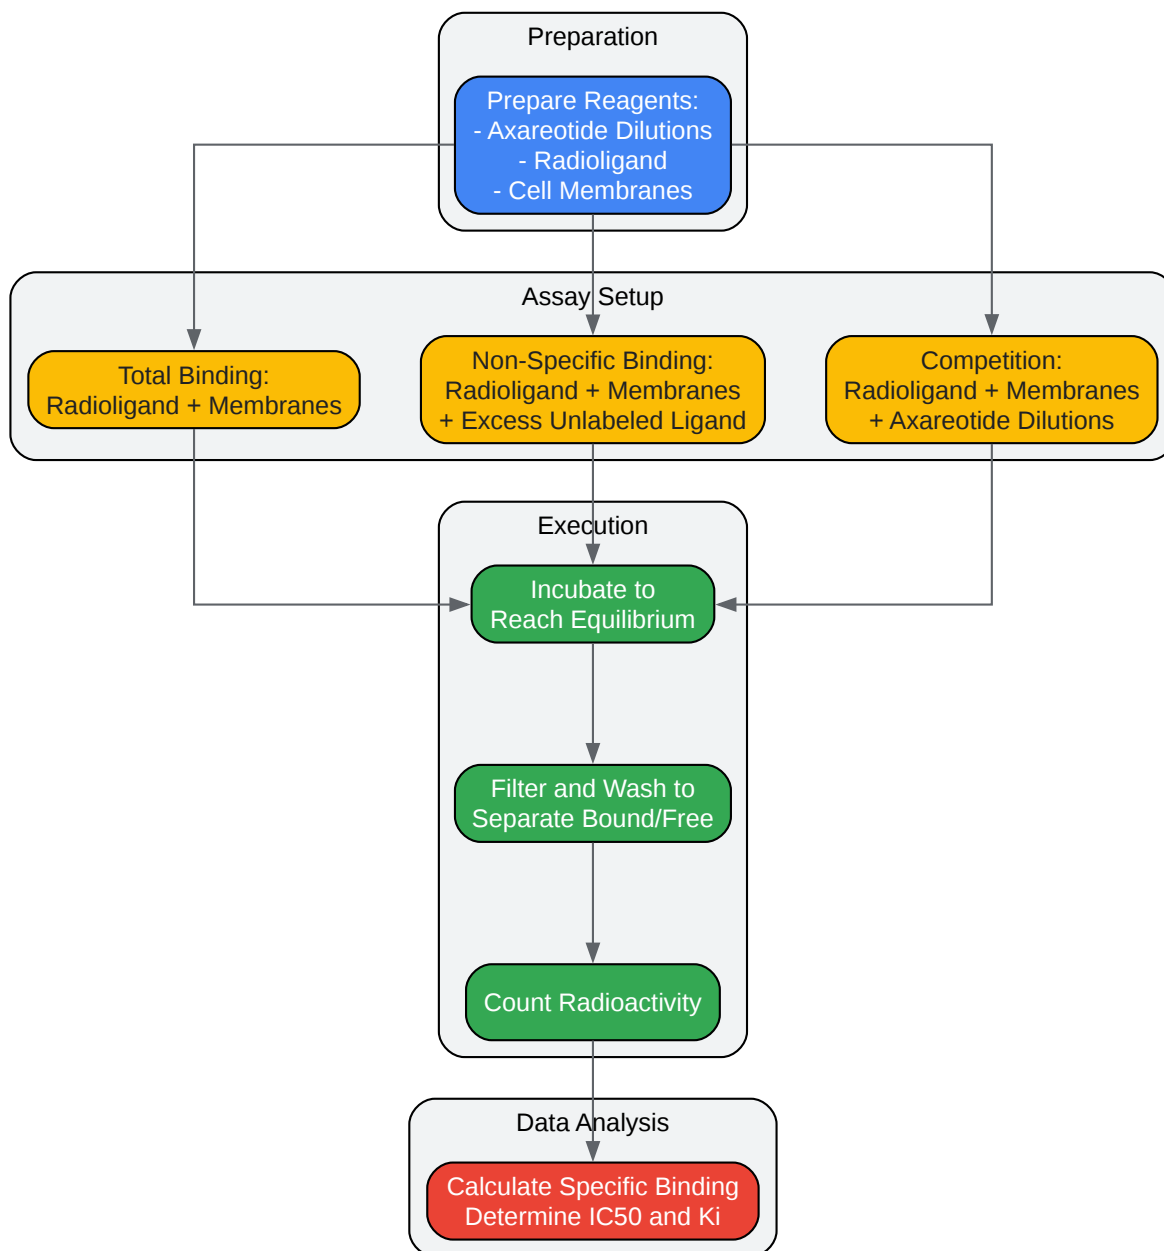 Preparation
Prepare Reagents:
- Axareotide Dilutions
- Radioligand
- Cell Membranes
Assay Setup
Total Binding:
Radioligand + Membranes
Non-Specific Binding:
Radioligand + Membranes
+ Excess Unlabeled Ligand
Competition:
Radioligand + Membranes
+ Axareotide Dilutions
Execution
Incubate to
Reach Equilibrium
Filter and Wash to
Separate Bound/Free
Count Radioactivity
Data Analysis
Calculate Specific Binding
Determine IC50 and Ki